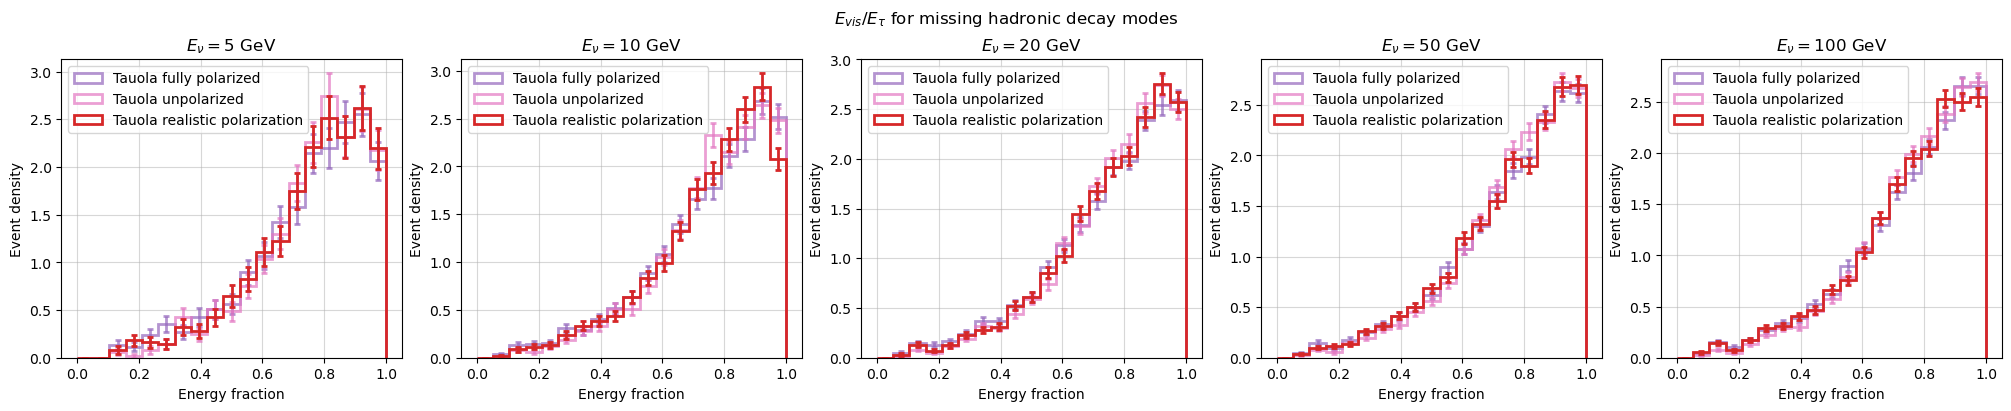 E_{vis}/E_τ for missing hadronic decay modes
E_ν = 5 GeV
Tauola fully polarized
Tauola unpolarized
Tauola realistic polarization
Event density
3.0
2.5
2.0
1.5
1.0
0.5
0.0
0.0 0.2 0.4 0.6 0.8 1.0
Energy fraction
E_ν = 10 GeV
Tauola fully polarized
Tauola unpolarized
Tauola realistic polarization
Event density
3.0
2.5
2.0
1.5
1.0
0.5
0.0
0.0 0.2 0.4 0.6 0.8 1.0
Energy fraction
E_ν = 20 GeV
Tauola fully polarized
Tauola unpolarized
Tauola realistic polarization
Event density
3.0
2.5
2.0
1.5
1.0
0.5
0.0
0.0 0.2 0.4 0.6 0.8 1.0
Energy fraction
E_ν = 50 GeV
Tauola fully polarized
Tauola unpolarized
Tauola realistic polarization
Event density
2.5
2.0
1.5
1.0
0.5
0.0
0.0 0.2 0.4 0.6 0.8 1.0
Energy fraction
E_ν = 100 GeV
Tauola fully polarized
Tauola unpolarized
Tauola realistic polarization
Event density
2.5
2.0
1.5
1.0
0.5
0.0
0.0 0.2 0.4 0.6 0.8 1.0
Energy fraction